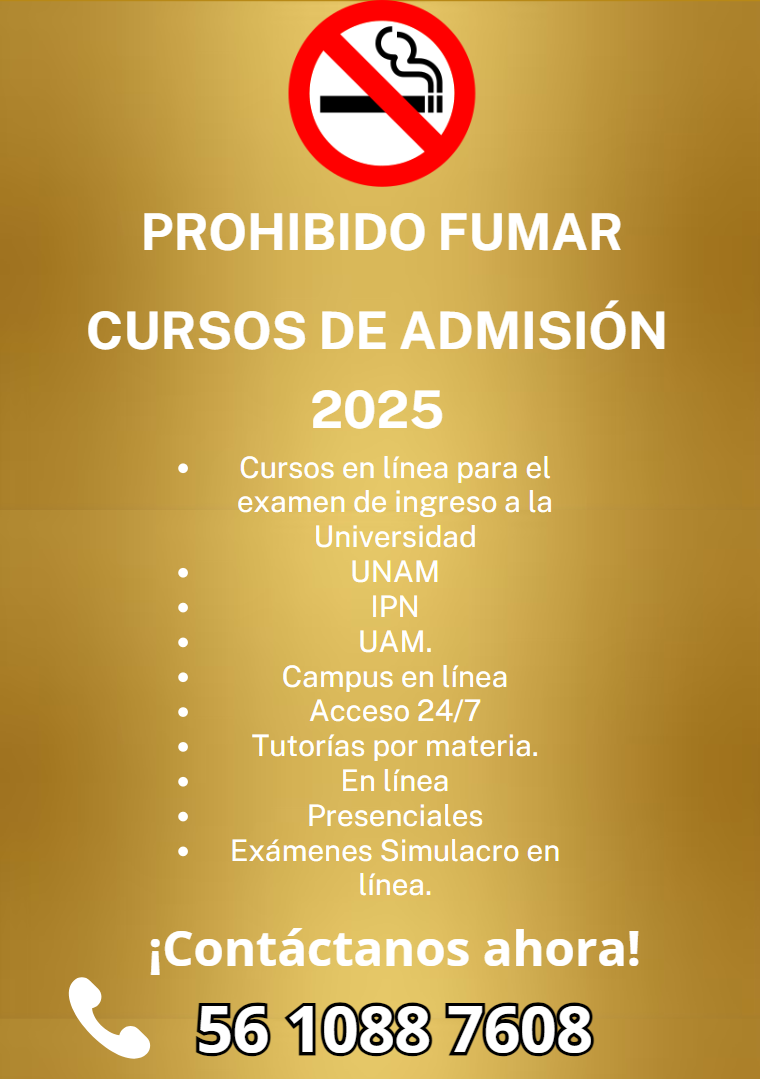 PROHIBIDO FUMAR
CURSOS DE ADMISIÓN
2025
• Cursos en línea para el
examen de ingreso a la
Universidad
• UNAM
• IPN
• UAM.
• Campus en línea
• Acceso 24/7
• Tutorías por materia.
• En línea
• Presenciales
• Exámenes Simulacro en
línea.
¡Contáctanos ahora!
56 1088 7608